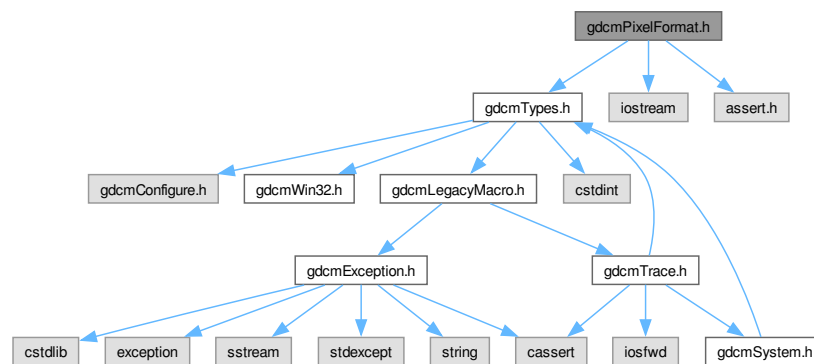 gdcmPixelFormat.h
gdcmTypes.h
iostream
assert.h
gdcmConfigure.h
gdcmWin32.h
gdcmLegacyMacro.h
cstdint
gdcmException.h
gdcmTrace.h
cstdlib
exception
sstream
stdexcept
string
cassert
iosfwd
gdcmSystem.h